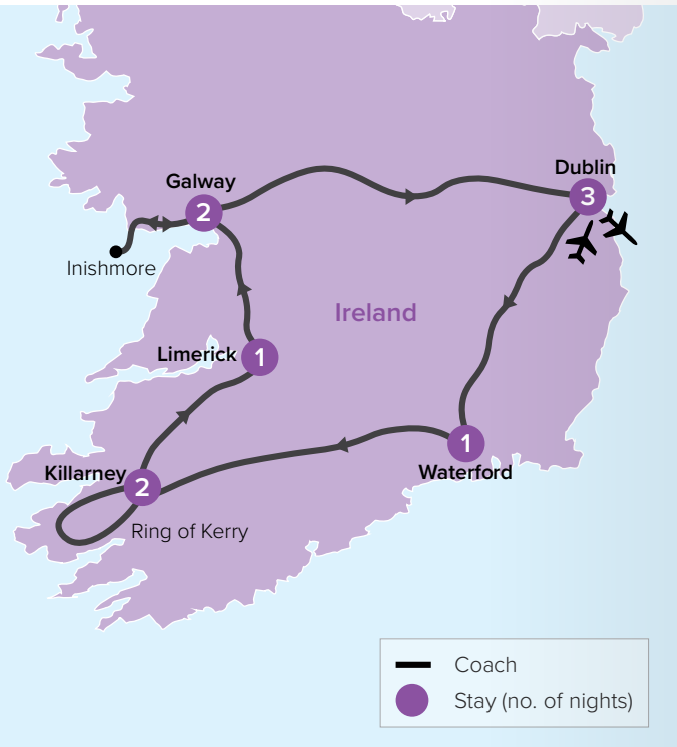 Dublin
3
Galway
2
Inishmore
Ireland
Limerick
1
1
Waterford
Killarney
2
Ring of Kerry
Coach
Stay (no. of nights)